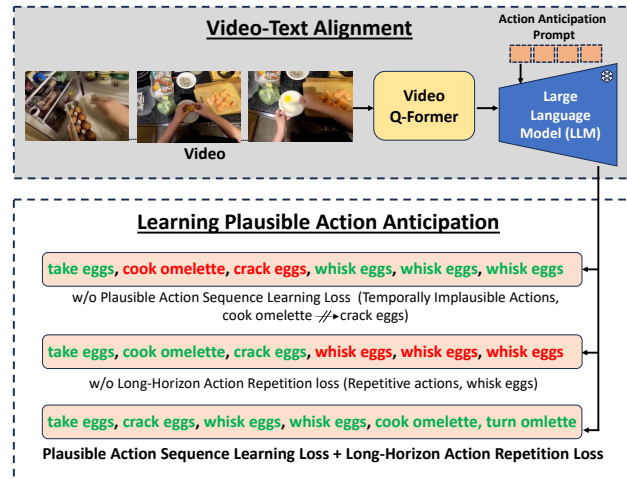 Video-Text Alignment
Action Anticipation
Prompt
Video
Q-Former
Large
Language
Model (LLM)
Video
Learning Plausible Action Anticipation
take eggs, cook omelette, crack eggs, whisk eggs, whisk eggs, whisk eggs
w/o Plausible Action Sequence Learning Loss (Temporally Implausible Actions,
cook omelette crack eggs)
take eggs, cook omelette, crack eggs, whisk eggs, whisk eggs, whisk eggs
w/o Long-Horizon Action Repetition loss (Repetitive actions, whisk eggs)
take eggs, crack eggs, whisk eggs, whisk eggs, cook omelette, turn omlette
Plausible Action Sequence Learning Loss + Long-Horizon Action Repetition Loss